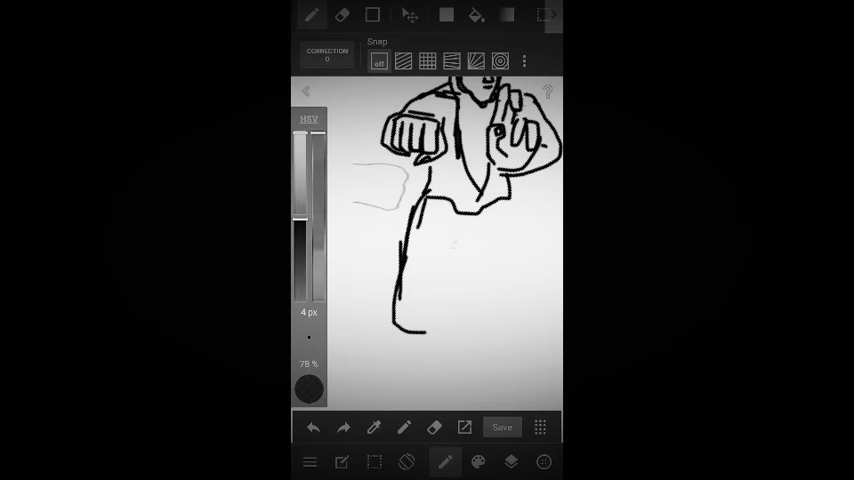 Snap
CORRECTION
0
off
?
HSV
4 px
78 %
Save